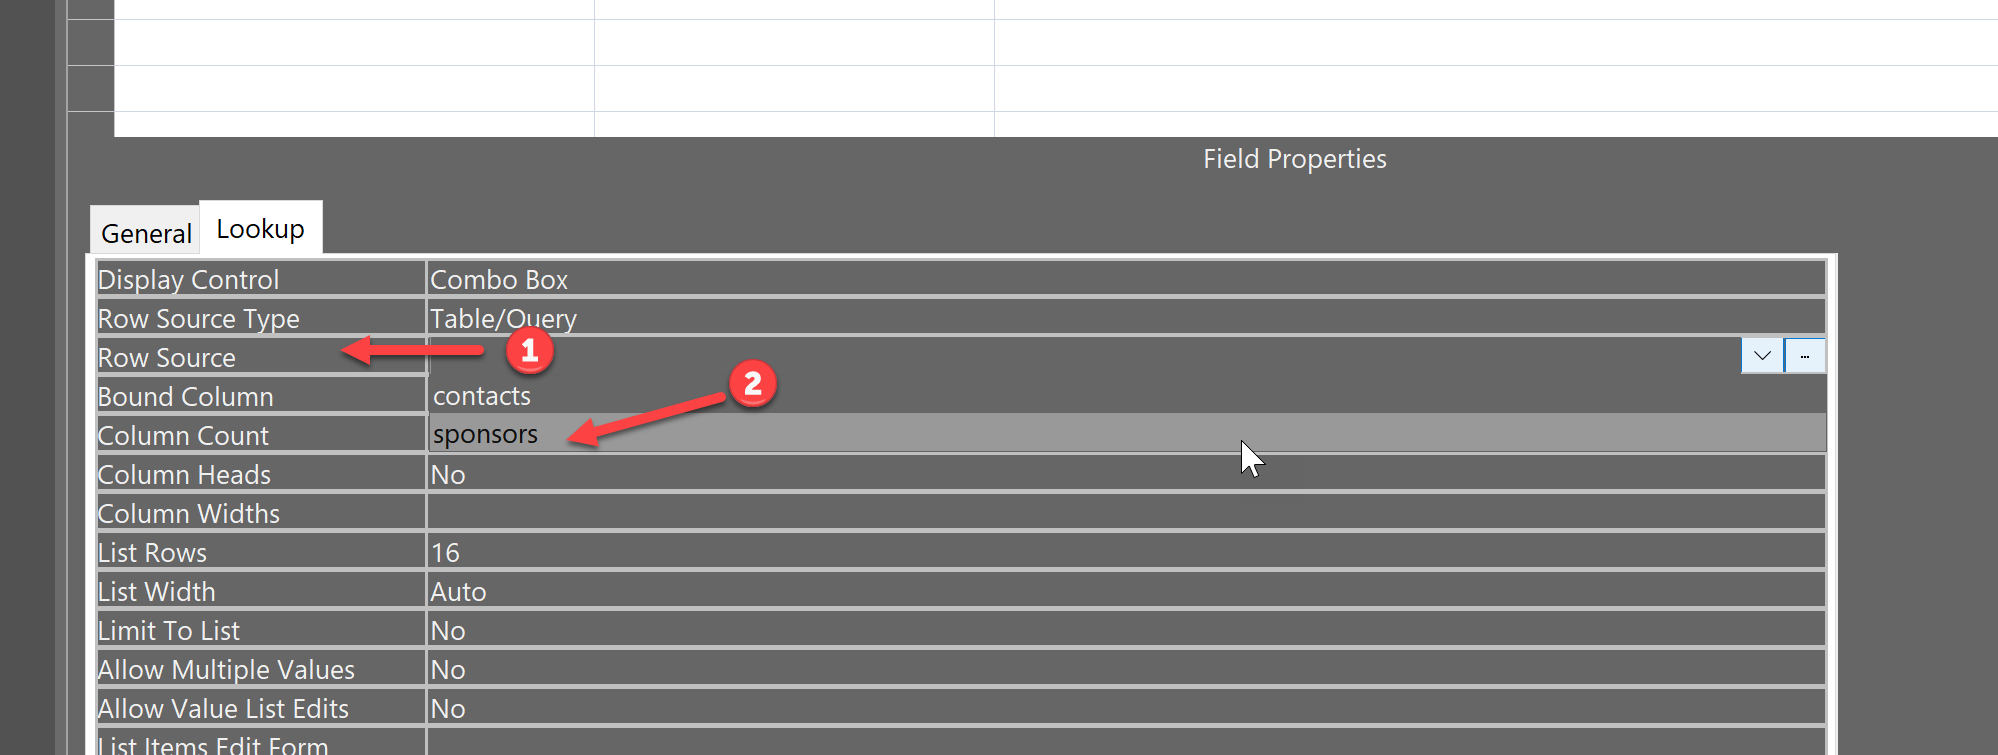 Field Properties
General Lookup
Display Control Combo Box
Row Source Type Table/Query
Row Source 1 ...
Bound Column contacts 2
Column Count sponsors
Column Heads No
Column Widths
List Rows 16
List Width Auto
Limit To List No
Allow Multiple Values No
Allow Value List Edits No
List Items Edit Form